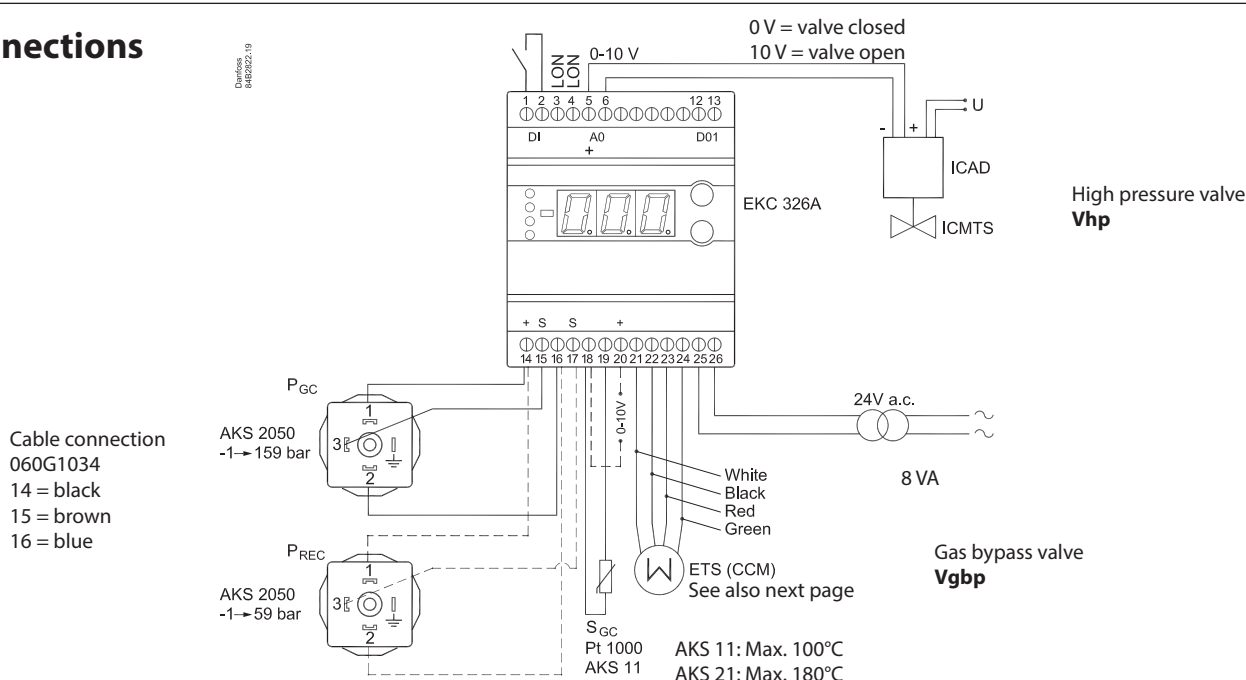 nections
Danfoss
84B2822.19
LON
LON
0-10 V
0 V = valve closed
10 V = valve open
1 2 3 4 5 6 12 13
DI A0 D01
+
- +
U
ICAD
EKC 326A
ICMTS
High pressure valve
Vhp
+ S S +
14 15 16 17 18 19 20 21 22 23 24 25 26
PGC
1
3
2
AKS 2050
-1→159 bar
Cable connection
060G1034
14 = black
15 = brown
16 = blue
0-10V
24V a.c.
8 VA
White
Black
Red
Green
PREC
1
3
2
AKS 2050
-1→59 bar
ETS (CCM)
See also next page
Gas bypass valve
Vgbp
SGC
Pt 1000
AKS 11
AKS 11: Max. 100°C
AKS 21: Max. 180°C